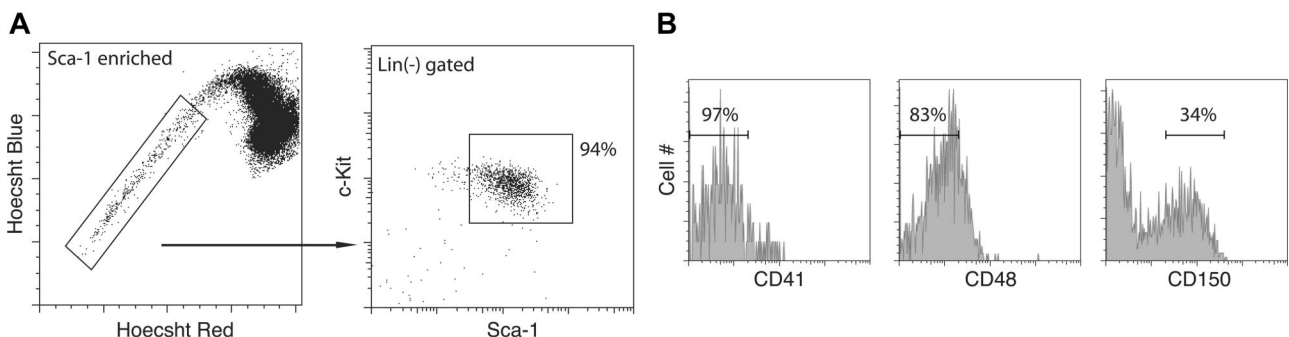 A
Sca-1 enriched
Hoecsht Blue
Hoecsht Red
Lin(-) gated
c-Kit
94%
Sca-1
B
Cell #
97%
CD41
83%
CD48
34%
CD150